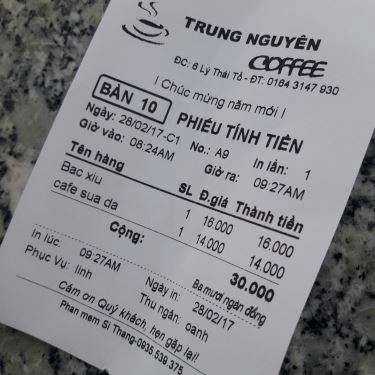 TRUNG NGUYÊN
COFFEE
ĐC: 6 Lý Thái Tổ - ĐT: 0164 3147 930
! Chúc mừng năm mới !
BÀN 10 PHIẾU TÍNH TIỀN
Ngày: 28/02/17-C1 No.: A9 In lần: 1
Giờ vào: 08:24AM Giờ ra: 09:27AM
Tên hàng SL Đ.giá Thành tiền
Bac xiu 1 16.000 16.000
cafe sua da 1 14.000 14.000
Cộng: 30.000
Ba mươi ngàn đồng
In lúc: 09:27AM Ngày in: 28/02/17
Phục Vụ: linh Thu ngân: oanh
Cảm ơn Quý khách, hẹn gặp lại!
Phan mem Si Thang-0935 539 375